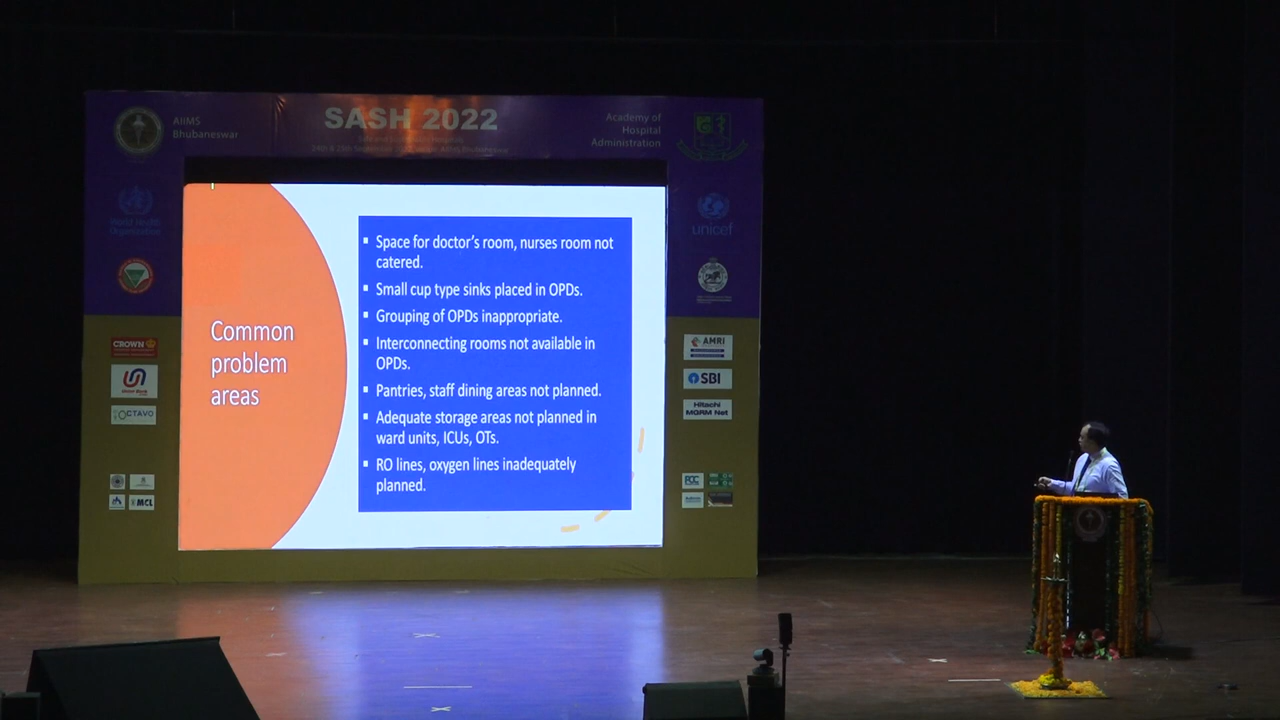 AIIMS
Bhubaneswar
SASH 2022
Academy of
Hospital
Administration
World Health
Organization
unicef
Common
problem
areas
▪ Space for doctor's room, nurses room not
catered.
▪ Small cup type sinks placed in OPDs.
▪ Grouping of OPDs inappropriate.
▪ Interconnecting rooms not available in
OPDs.
▪ Pantries, staff dining areas not planned.
▪ Adequate storage areas not planned in
ward units, ICUs, OTs.
▪ RO lines, oxygen lines inadequately
planned.
CROWN
OCTAVO
MCL
AMRI
SBI
Hitachi
MGRM Net